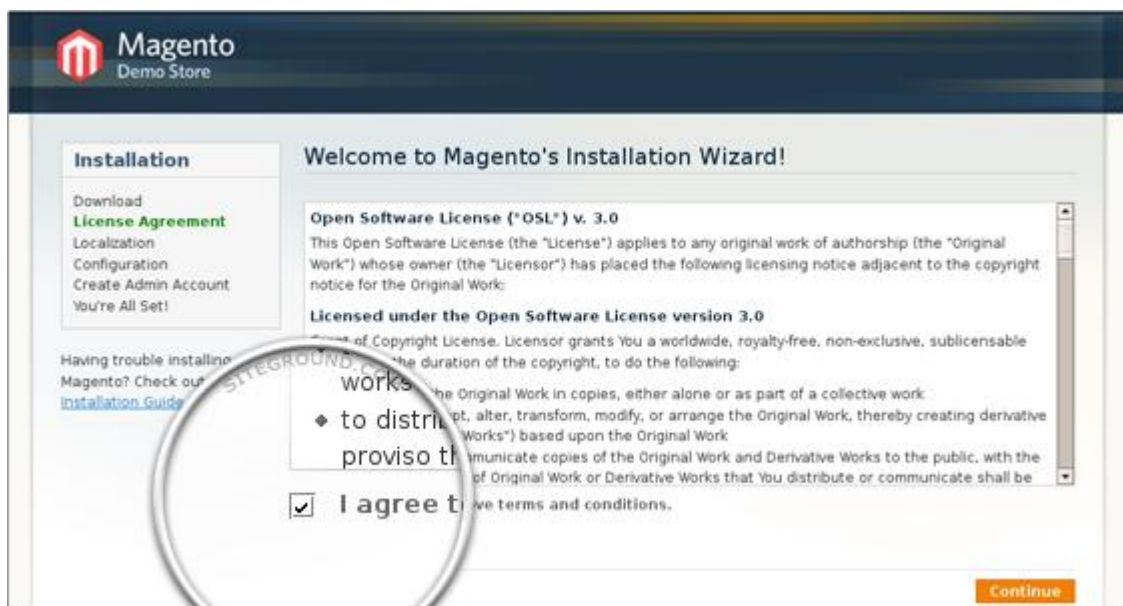 Magento
Demo Store
Installation
Download
License Agreement
Localization
Configuration
Create Admin Account
You're All Set!
Having trouble installing
Magento? Check out
Installation Guide
Welcome to Magento's Installation Wizard!
Open Software License ("OSL") v. 3.0
This Open Software License (the "License") applies to any original work of authorship (the "Original
Work") whose owner (the "Licensor") has placed the following licensing notice adjacent to the copyright
notice for the Original Work:
Licensed under the Open Software License version 3.0
of Copyright License. Licensor grants You a worldwide, royalty-free, non-exclusive, sublicensable
the duration of the copyright, to do the following:
the Original Work in copies, either alone or as part of a collective work
alter, transform, modify, or arrange the Original Work, thereby creating derivative
Works") based upon the Original Work
copies of the Original Work and Derivative Works to the public, with the
of Original Work or Derivative Works that You distribute or communicate shall be
SITEGROUND.COM
works
to distrib
proviso th
I agree t
terms and conditions.
Continue